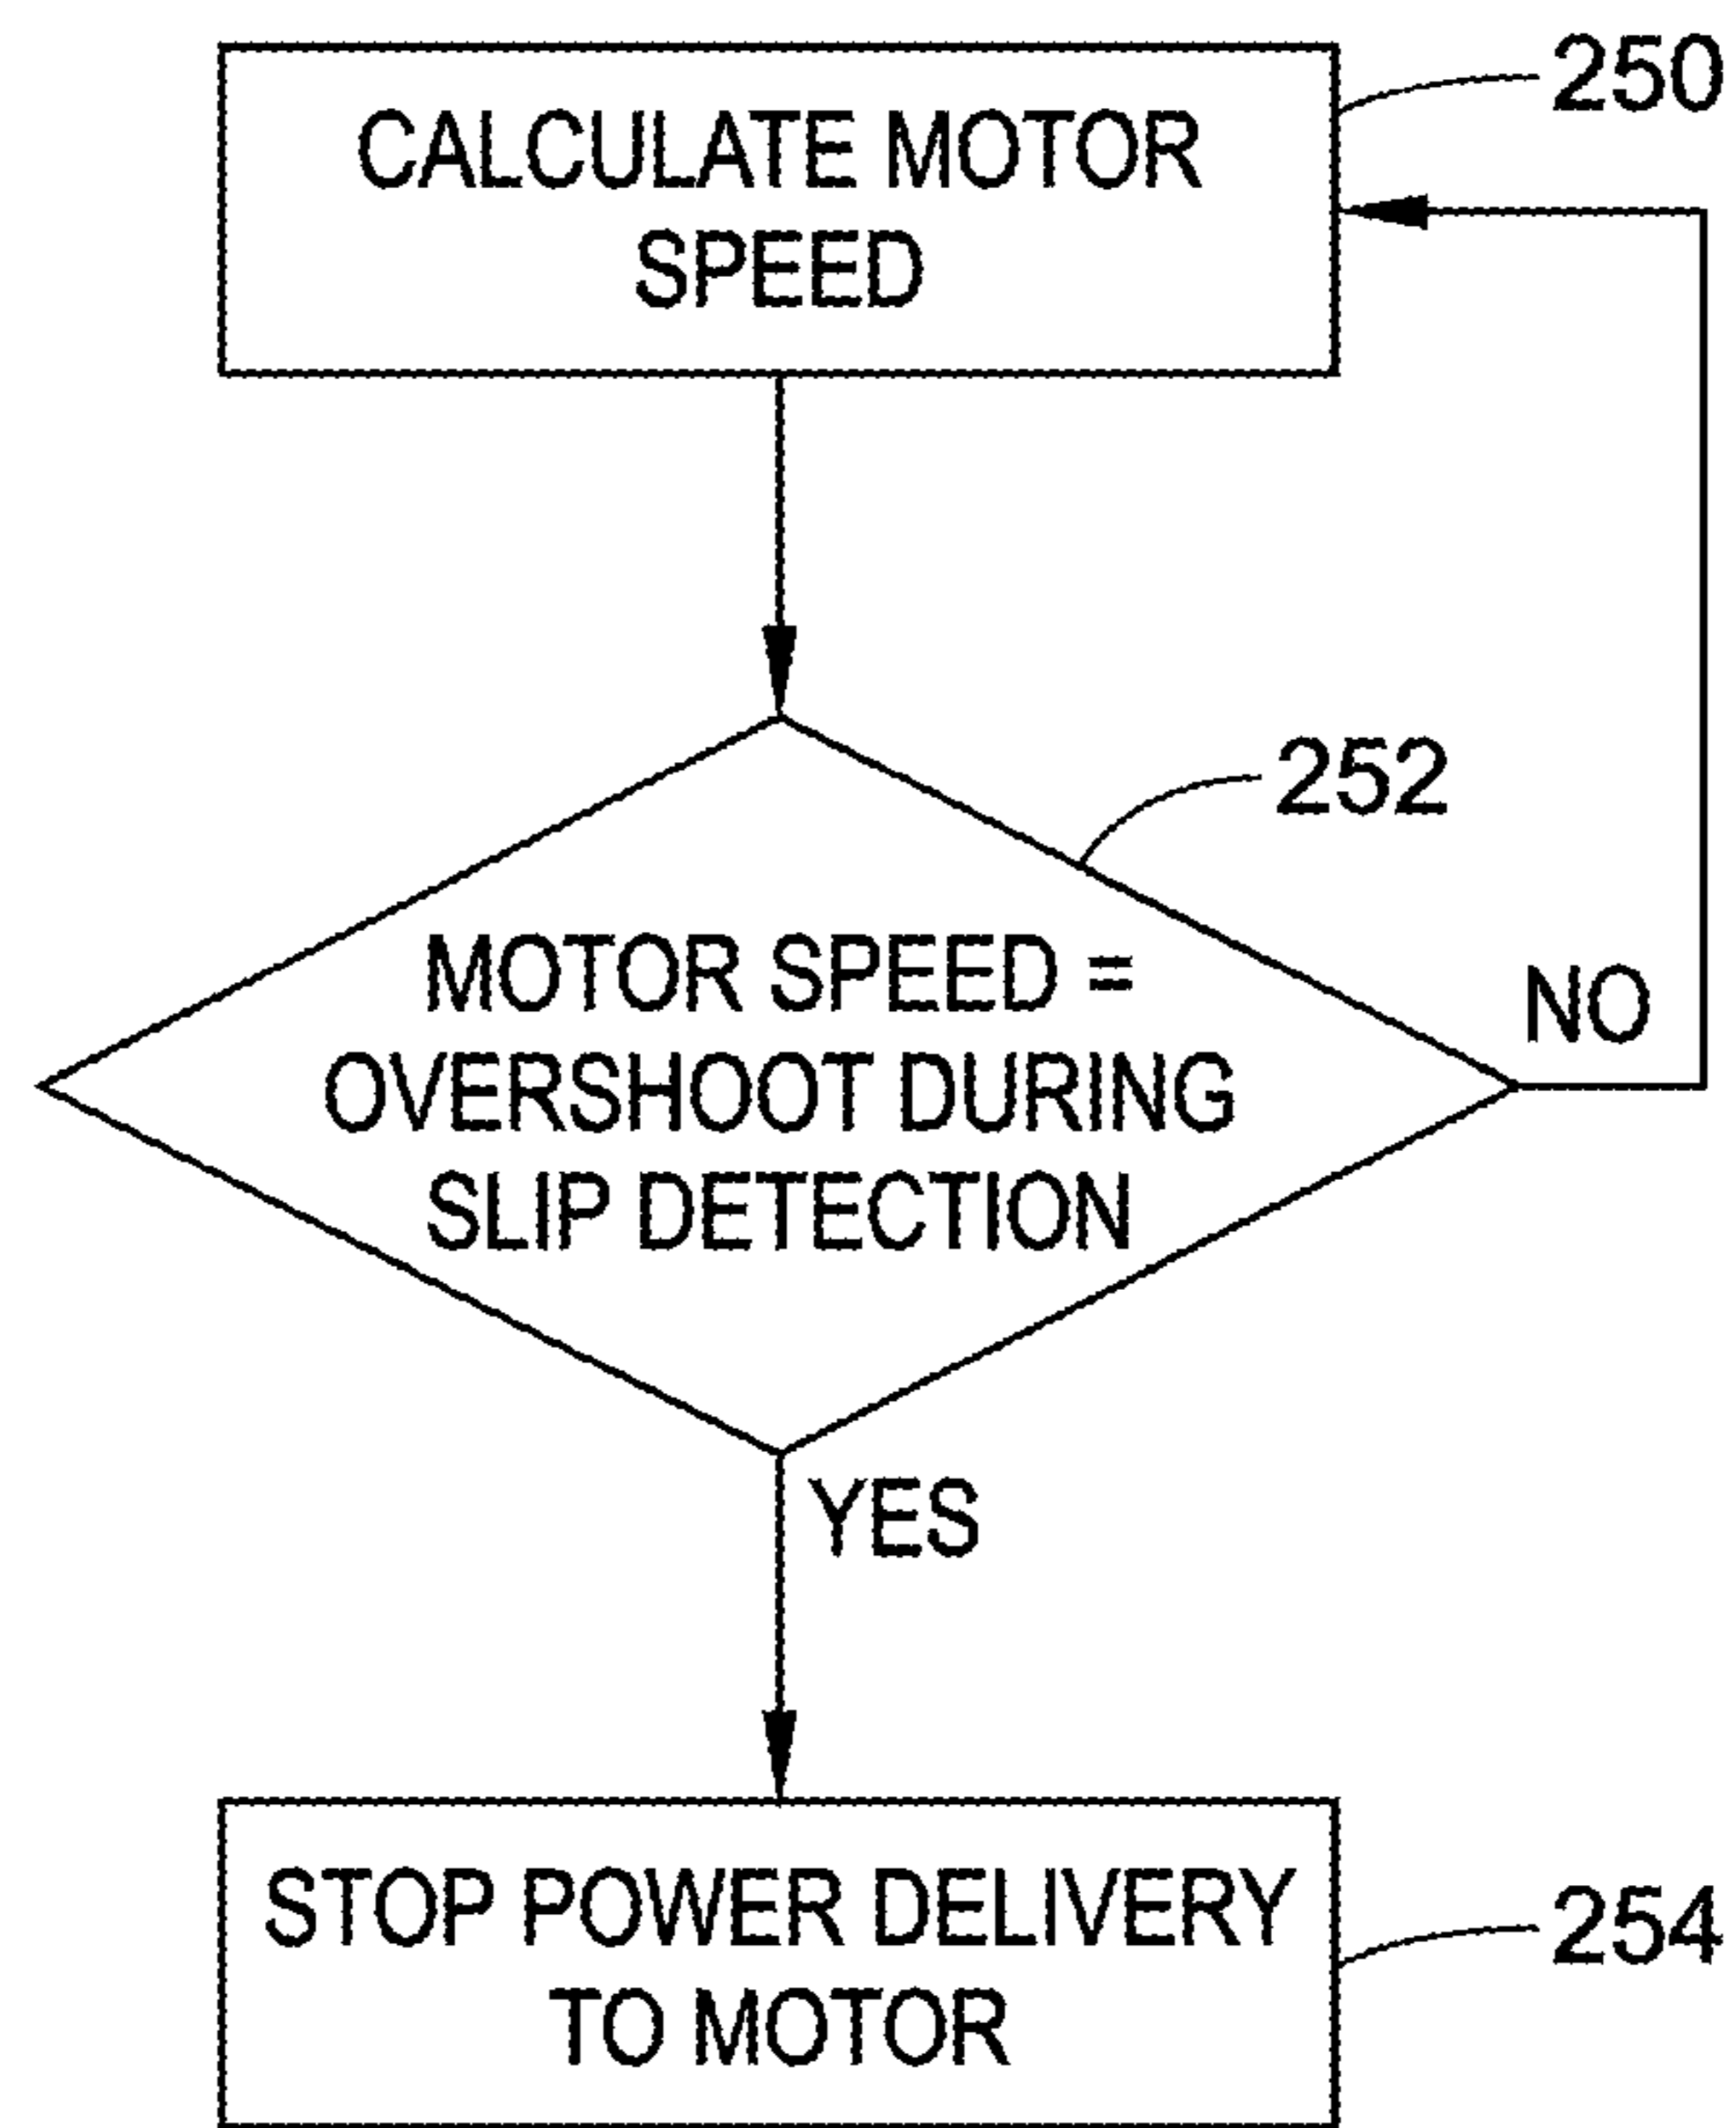 CALCULATE MOTOR
SPEED
250
252
MOTOR SPEED =
OVERSHOOT DURING
SLIP DETECTION
NO
YES
STOP POWER DELIVERY
TO MOTOR
254